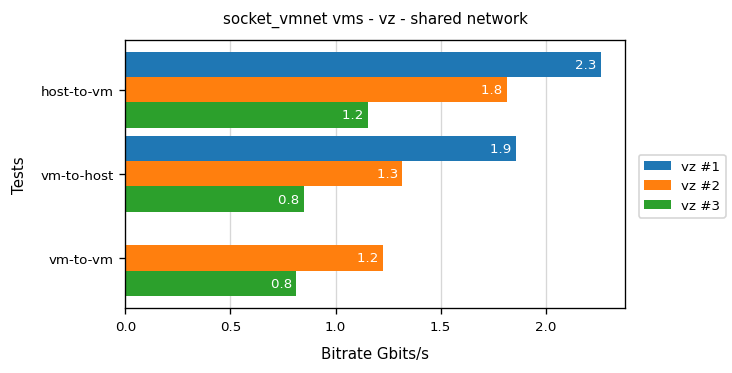 socket_vmnet vms - vz - shared network
Tests
host-to-vm
2.3
1.8
1.2
vm-to-host
1.9
1.3
0.8
vm-to-vm
1.2
0.8
vz #1
vz #2
vz #3
0.0 0.5 1.0 1.5 2.0
Bitrate Gbits/s